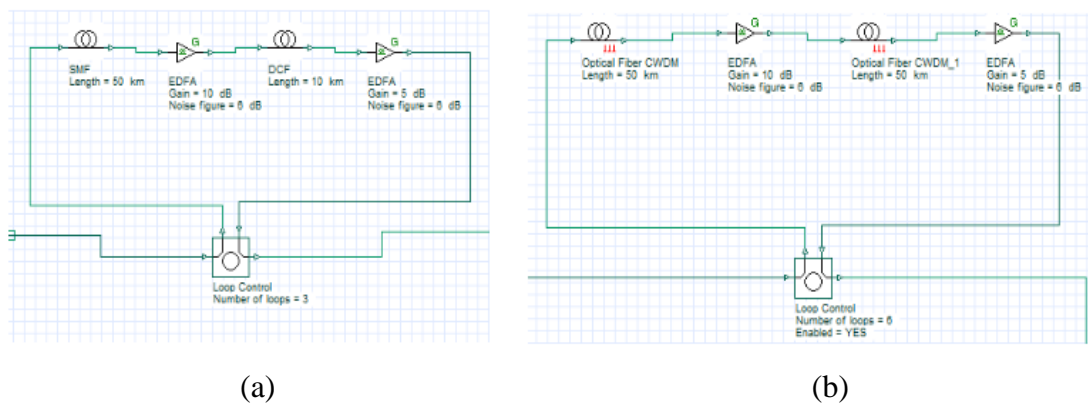 G
G
SMF
Length = 50 km
EDFA
Gain = 10 dB
Noise figure = 6 dB
DCF
Length = 10 km
EDFA
Gain = 5 dB
Noise figure = 6 dB
Loop Control
Number of loops = 3
(a)
G
G
Optical Fiber CWDM
Length = 50 km
EDFA
Gain = 10 dB
Noise figure = 6 dB
Optical Fiber CWDM_1
Length = 50 km
EDFA
Gain = 5 dB
Noise figure = 6 dB
Loop Control
Number of loops = 6
Enabled = YES
(b)